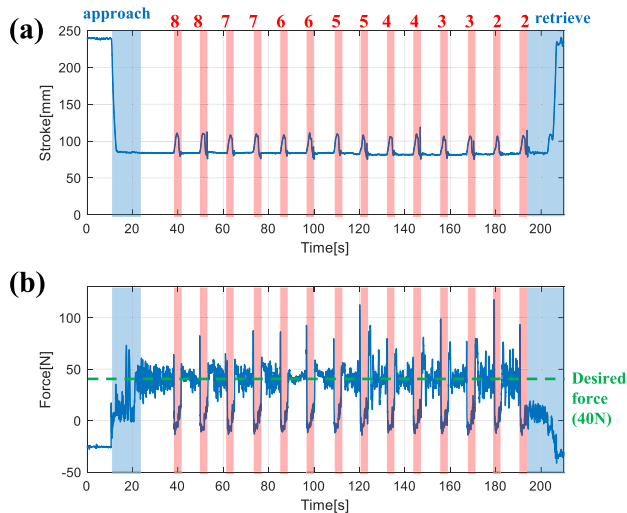 approach
retrieve
(a)
8 8 7 7 6 6 5 5 4 4 3 3 2 2
250
200
150
100
50
0
Stroke[mm]
0 20 40 60 80 100 120 140 160 180 200
Time[s]
(b)
100
50
0
-50
Force[N]
Desired
force
(40N)
0 20 40 60 80 100 120 140 160 180 200
Time[s]